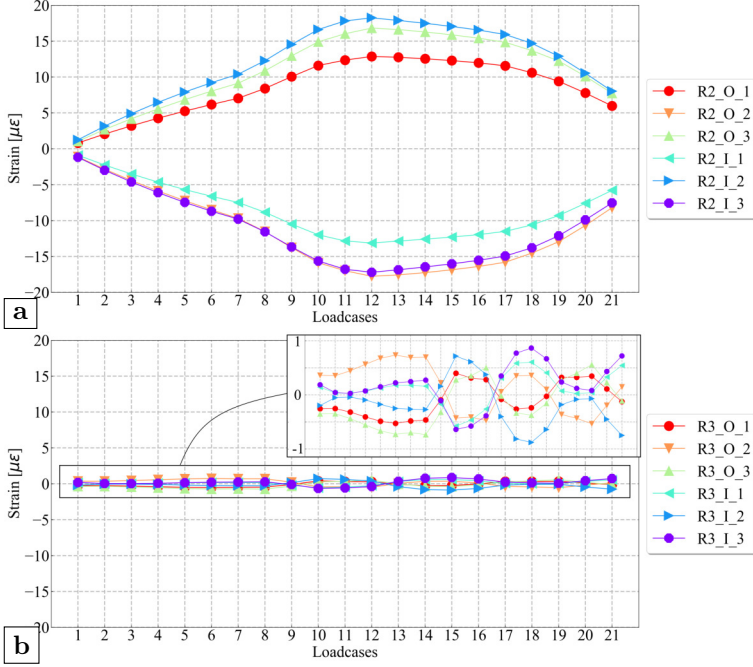 20
15
10
5
0
−5
−10
−15
−20
Strain [με]
1 2 3 4 5 6 7 8 9 10 11 12 13 14 15 16 17 18 19 20 21
Loadcases
a
R2_O_1
R2_O_2
R2_O_3
R2_I_1
R2_I_2
R2_I_3
20
15
10
5
0
−5
−10
−15
−20
Strain [με]
1
0
-1
1 2 3 4 5 6 7 8 9 10 11 12 13 14 15 16 17 18 19 20 21
Loadcases
b
R3_O_1
R3_O_2
R3_O_3
R3_I_1
R3_I_2
R3_I_3